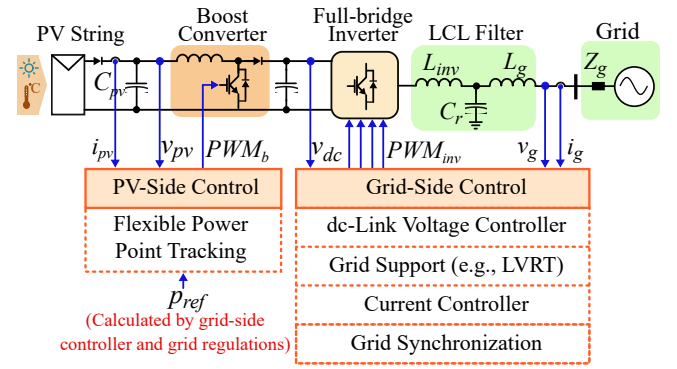 PV String
Boost
Converter
Full-bridge
Inverter
LCL Filter
Grid
°C
C_pv
L_inv
L_g
C_r
Z_g
i_pv
v_pv
PWM_b
v_dc
PWM_inv
v_g
i_g
PV-Side Control
Flexible Power
Point Tracking
p_ref
(Calculated by grid-side
controller and grid regulations)
Grid-Side Control
dc-Link Voltage Controller
Grid Support (e.g., LVRT)
Current Controller
Grid Synchronization